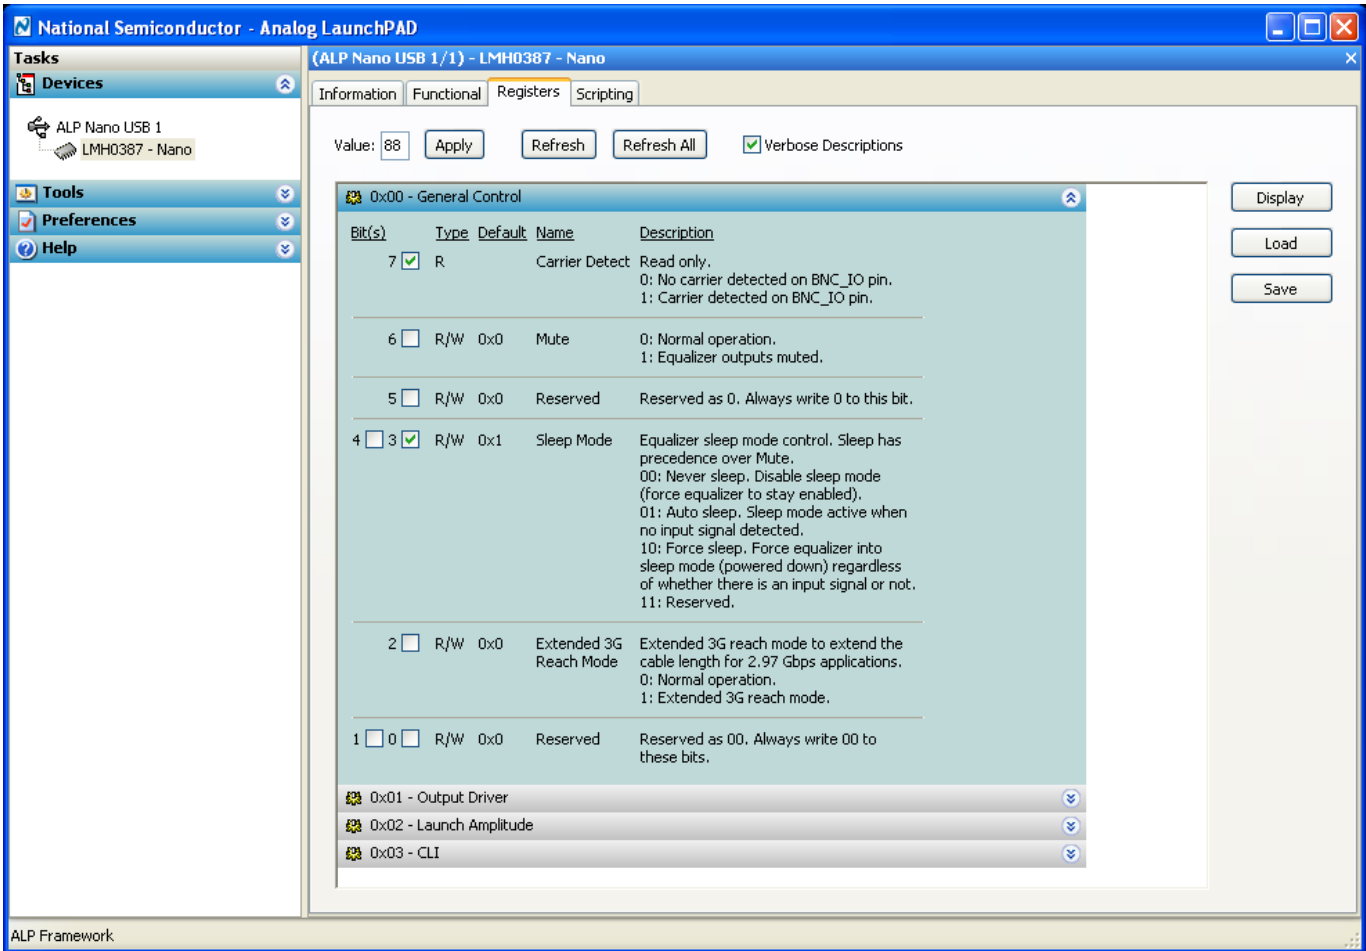 National Semiconductor - Analog LaunchPAD
Tasks
Devices
ALP Nano USB 1
LMH0387 - Nano
Tools
Preferences
Help
(ALP Nano USB 1/1) - LMH0387 - Nano
Information Functional Registers Scripting
Value: 88 Apply Refresh Refresh All Verbose Descriptions
0x00 - General Control
Bit(s) Type Default Name Description
7 R Carrier Detect Read only.
0: No carrier detected on BNC_IO pin.
1: Carrier detected on BNC_IO pin.
6 R/W 0x0 Mute 0: Normal operation.
1: Equalizer outputs muted.
5 R/W 0x0 Reserved Reserved as 0. Always write 0 to this bit.
4 3 R/W 0x1 Sleep Mode Equalizer sleep mode control. Sleep has
precedence over Mute.
00: Never sleep. Disable sleep mode
(force equalizer to stay enabled).
01: Auto sleep. Sleep mode active when
no input signal detected.
10: Force sleep. Force equalizer into
sleep mode (powered down) regardless
of whether there is an input signal or not.
11: Reserved.
2 R/W 0x0 Extended 3G Extended 3G reach mode to extend the
Reach Mode cable length for 2.97 Gbps applications.
0: Normal operation.
1: Extended 3G reach mode.
1 0 R/W 0x0 Reserved Reserved as 00. Always write 00 to
these bits.
0x01 - Output Driver
0x02 - Launch Amplitude
0x03 - CLI
Display
Load
Save
ALP Framework